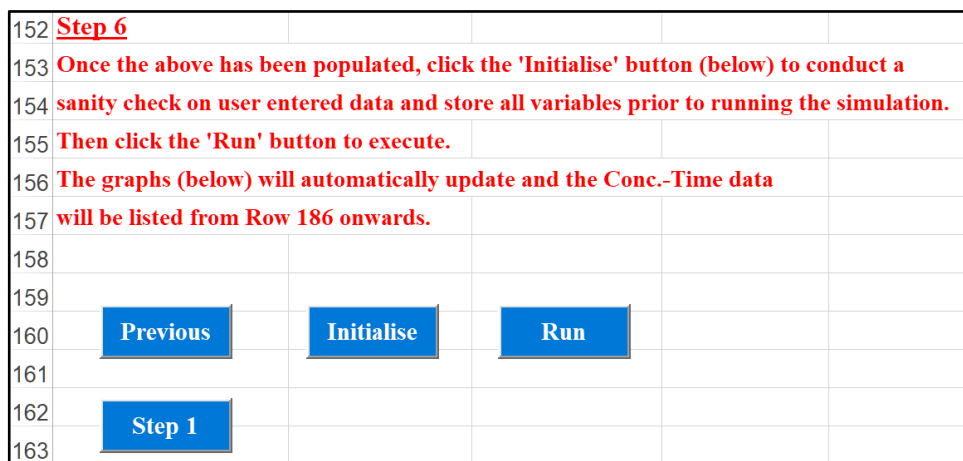 152 Step 6
153 Once the above has been populated, click the 'Initialise' button (below) to conduct a
154 sanity check on user entered data and store all variables prior to running the simulation.
155 Then click the 'Run' button to execute.
156 The graphs (below) will automatically update and the Conc.-Time data
157 will be listed from Row 186 onwards.
158
159
160 Previous Initialise Run
161
162
Step 1
163